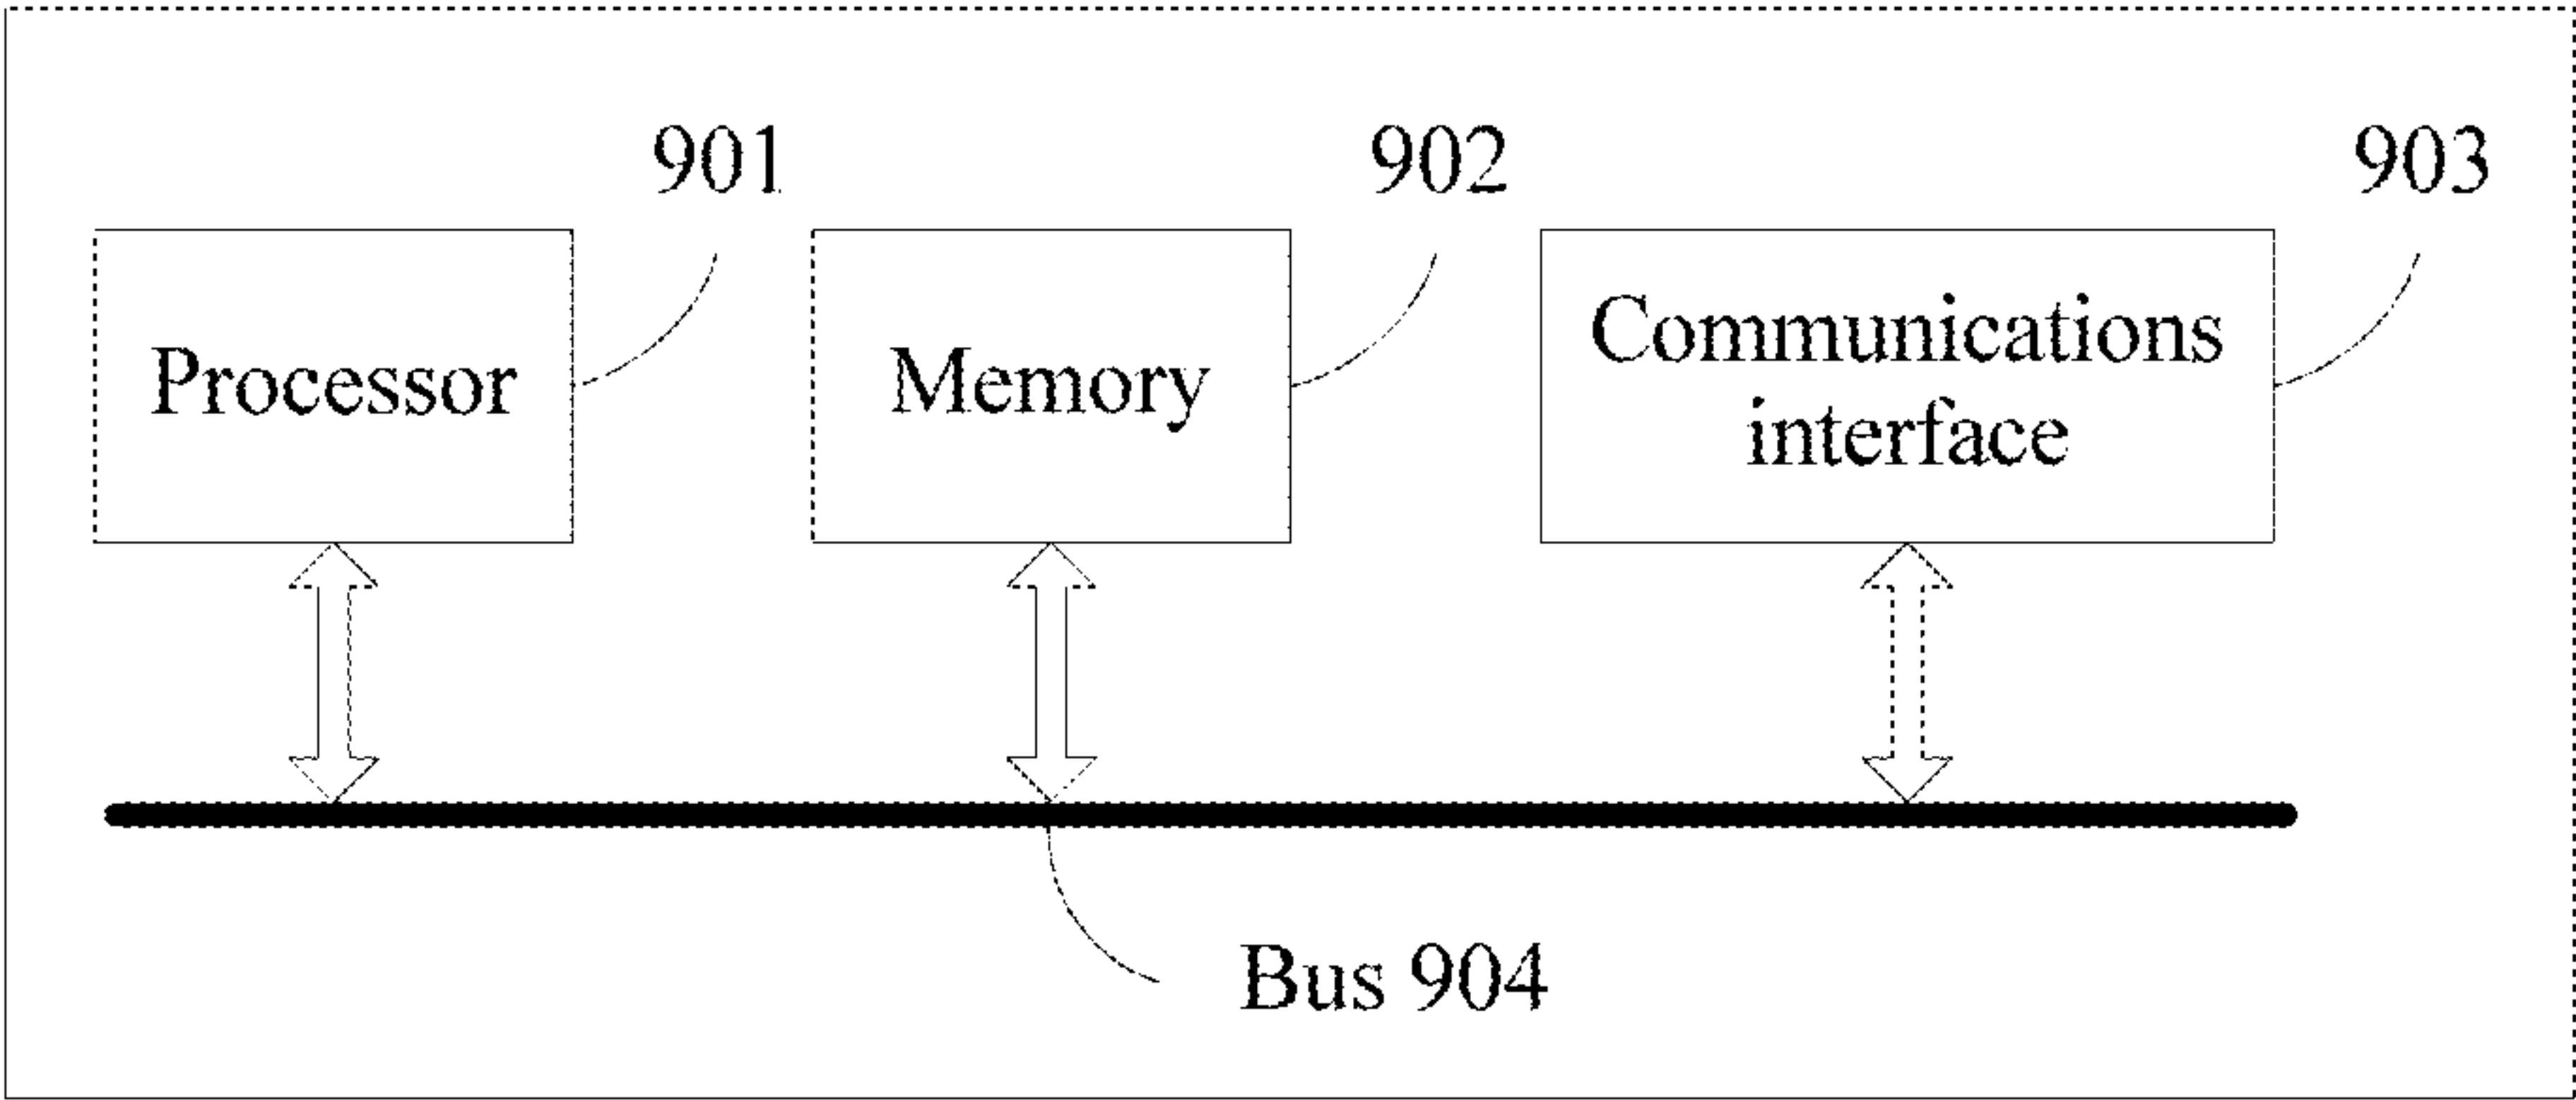 901
902
903
Processor
Memory
Communications
interface
Bus 904